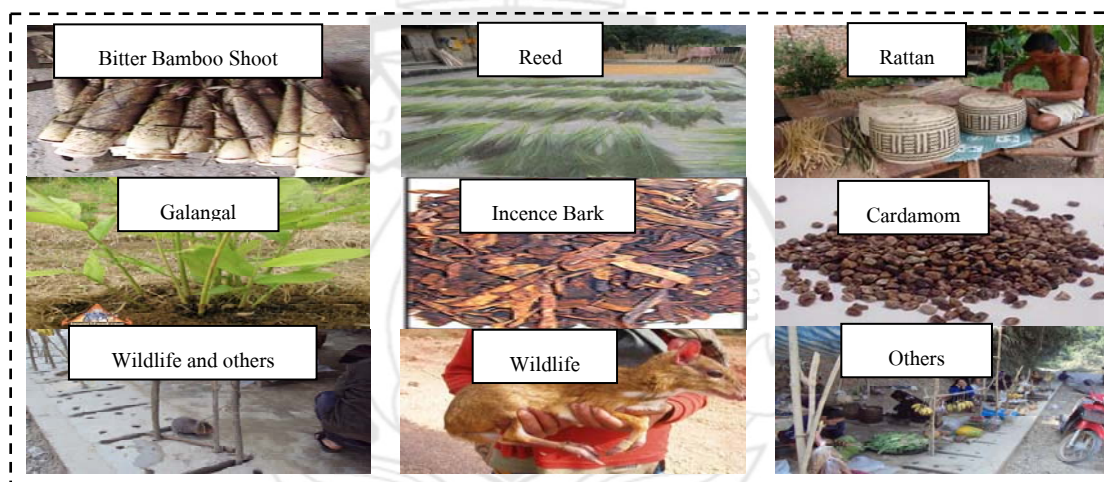 Bitter Bamboo Shoot
Reed
Rattan
Galangal
Incence Bark
Cardamom
Wildlife and others
Wildlife
Others